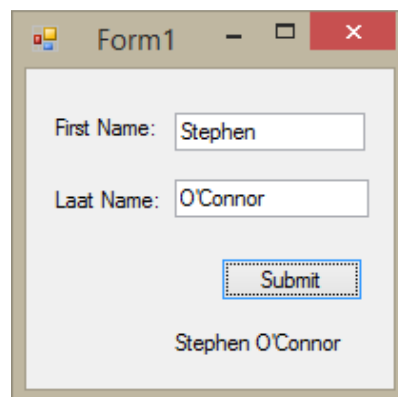 Form1
First Name: Stephen
Laat Name: O'Connor
Submit
Stephen O'Connor